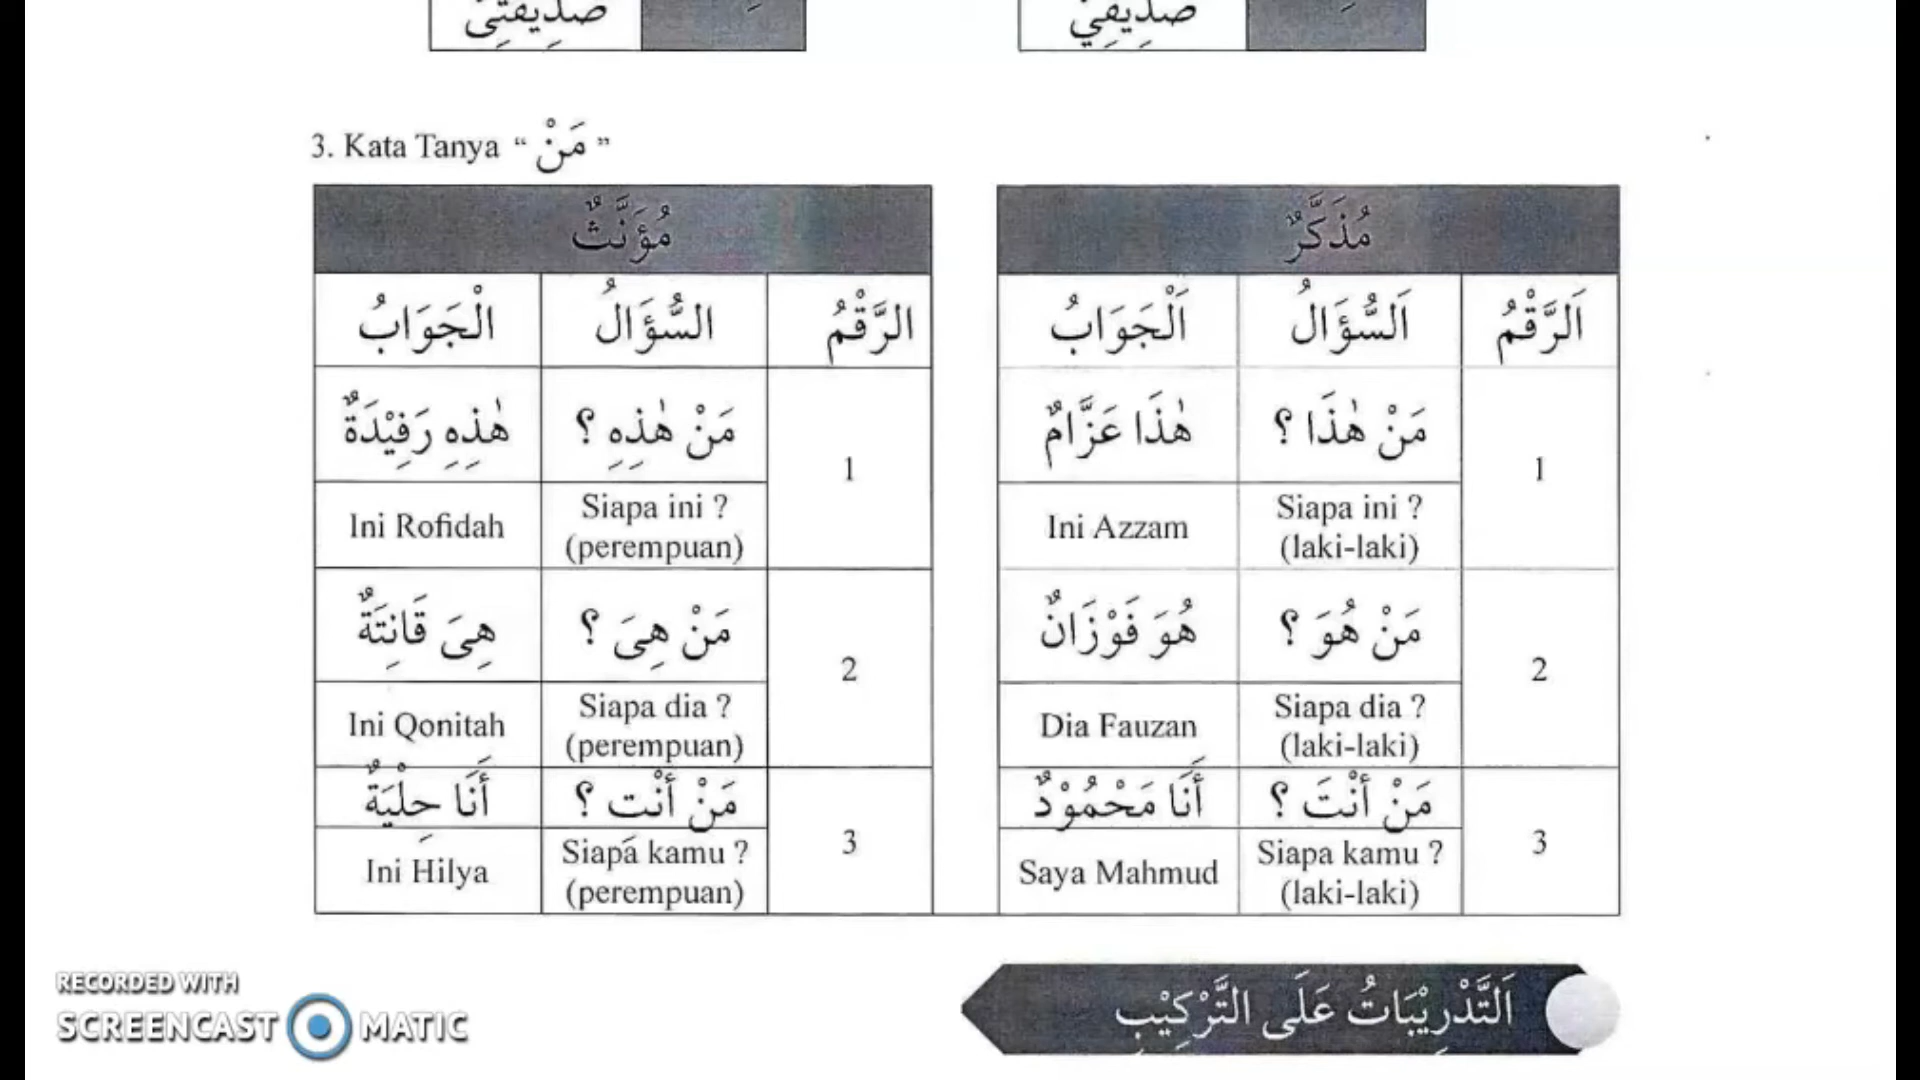 صَدِيقَتِى
صَدِيقِي
3. Kata Tanya “ مَنْ ”
مُذَكَّرٌ
اَلرَّقْمُ اَلسُّؤَالُ اَلْجَوَابُ
1
مَنْ هٰذَا ؟ هٰذَا عَزَّامٌ
Siapa ini ?
(laki-laki)
Ini Azzam
2
مَنْ هُوَ ؟ هُوَ فَوْزَانٌ
Siapa dia ?
(laki-laki)
Dia Fauzan
3
مَنْ أَنْتَ ؟ أَنَا مَحْمُوْدٌ
Siapa kamu ?
(laki-laki)
Saya Mahmud
مُؤَنَّثٌ
الرَّقْمُ السُّؤَالُ الْجَوَابُ
1
مَنْ هٰذِهِ ؟ هٰذِهِ رَفِيْدَةٌ
Siapa ini ?
(perempuan)
Ini Rofidah
2
مَنْ هِىَ ؟ هِىَ قَانِتَةٌ
Siapa dia ?
(perempuan)
Ini Qonitah
3
مَنْ أَنْت ؟ أَنَا حِلْيَةٌ
Siapa kamu ?
(perempuan)
Ini Hilya
اَلتَّدْرِيْبَاتُ عَلَى التَّرْكِيْبِ
RECORDED WITH
SCREENCAST MATIC